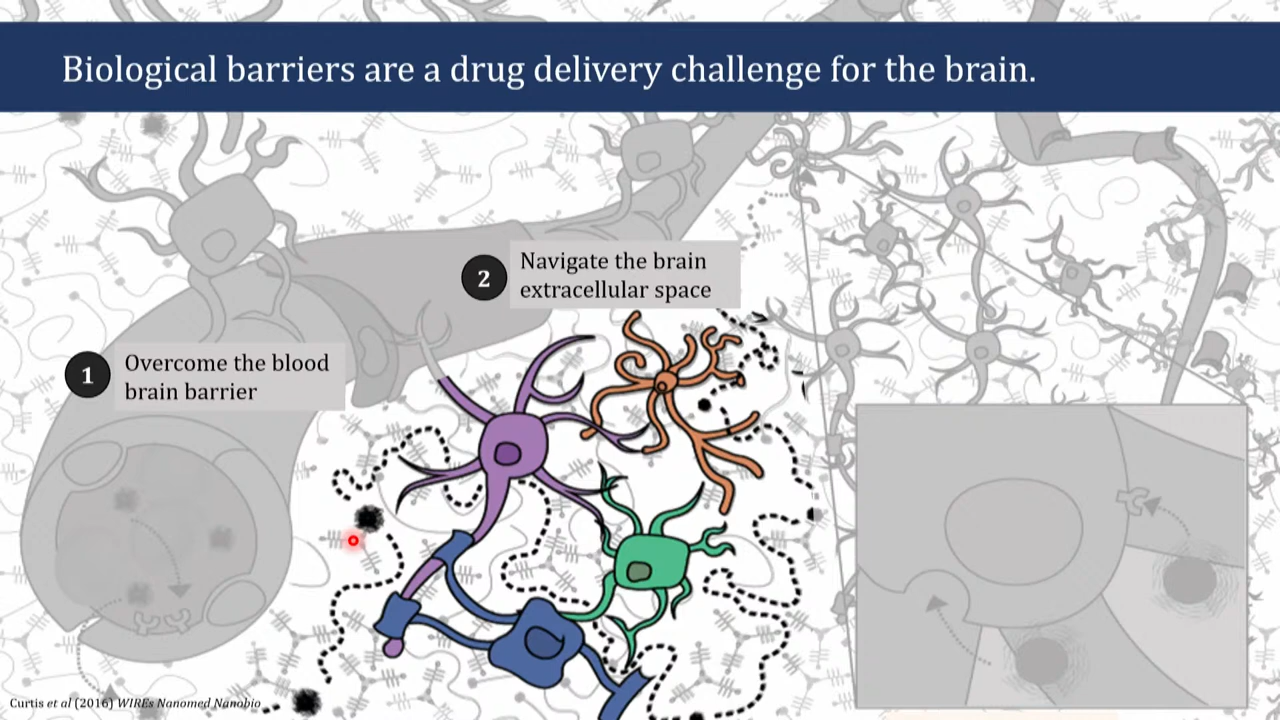 Biological barriers are a drug delivery challenge for the brain.
2
Navigate the brain
extracellular space
1
Overcome the blood
brain barrier
Curtis et al (2016) WIREs Nanomed Nanobio